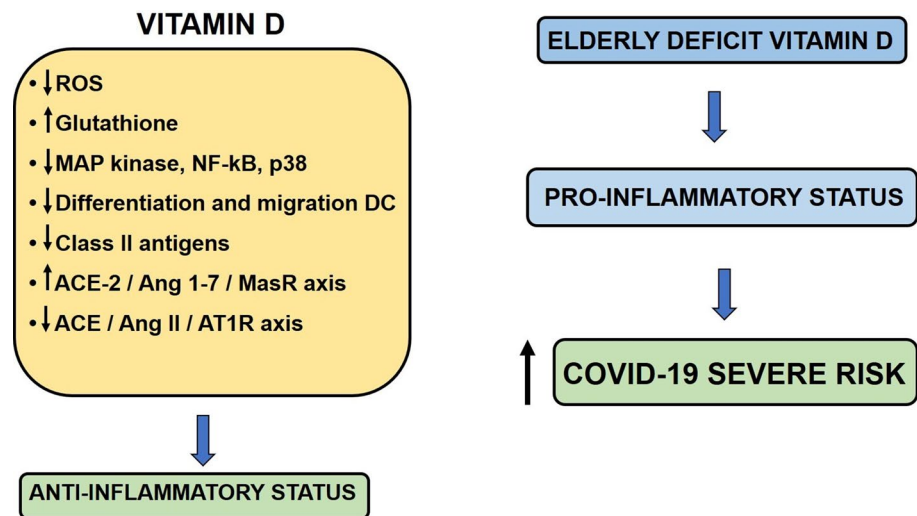 VITAMIN D
• ↓ROS
• ↑Glutathione
• ↓MAP kinase, NF-kB, p38
• ↓Differentiation and migration DC
• ↓Class II antigens
• ↑ACE-2 / Ang 1-7 / MasR axis
• ↓ACE / Ang II / AT1R axis
ANTI-INFLAMMATORY STATUS
ELDERLY DEFICIT VITAMIN D
PRO-INFLAMMATORY STATUS
↑ COVID-19 SEVERE RISK